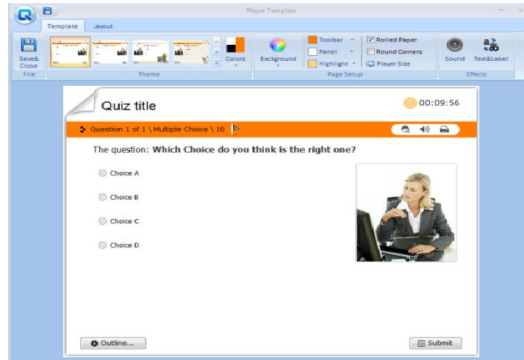 Player Template
Template Layout
Save& Close
Colors
Background
Toolbar
Panel
Highlight
Rolled Paper
Round Corners
Player Size
Sound
Text&Label
File
Theme
Page Setup
Effects
Quiz title
00:09:56
Question 1 of 1 \ Multiple Choice \ 10
The question: Which Choice do you think is the right one?
Choice A
Choice B
Choice C
Choice D
Outline...
Submit